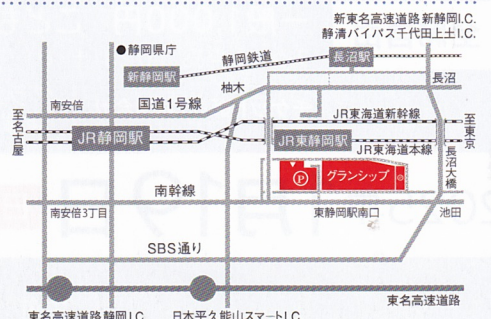 新東名高速道路 新静岡I.C.
静清バイパス千代田上土I.C.
静岡県庁
静岡鉄道
長沼駅
新静岡駅
柚木
長沼
南安倍
国道1号線
JR東海道新幹線
至名古屋
JR静岡駅
JR東静岡駅
至東京
JR東海道本線
長沼大橋
P
グランシップ
南幹線
南安倍3丁目
東静岡駅南口
池田
SBS通り
東名高速道路
東名高速道路 静岡I.C.
日本平久能山スマートI.C.